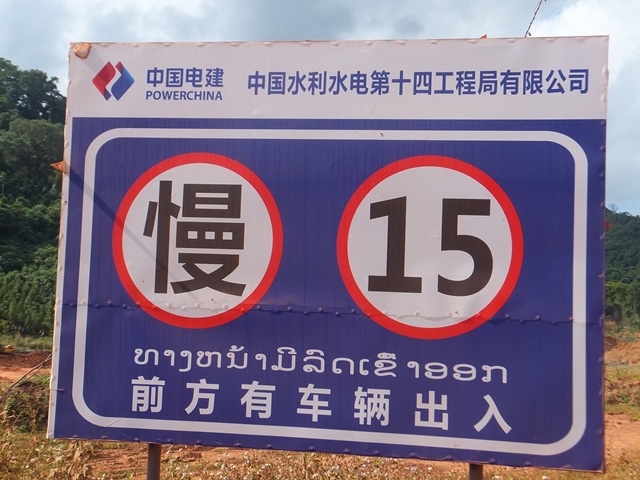 中国电建 中国水利水电第十四工程局有限公司
POWERCHINA
慢 15
ທາງຫນ້າມີລົດເຂົ້າອອກ
前方有车辆出入